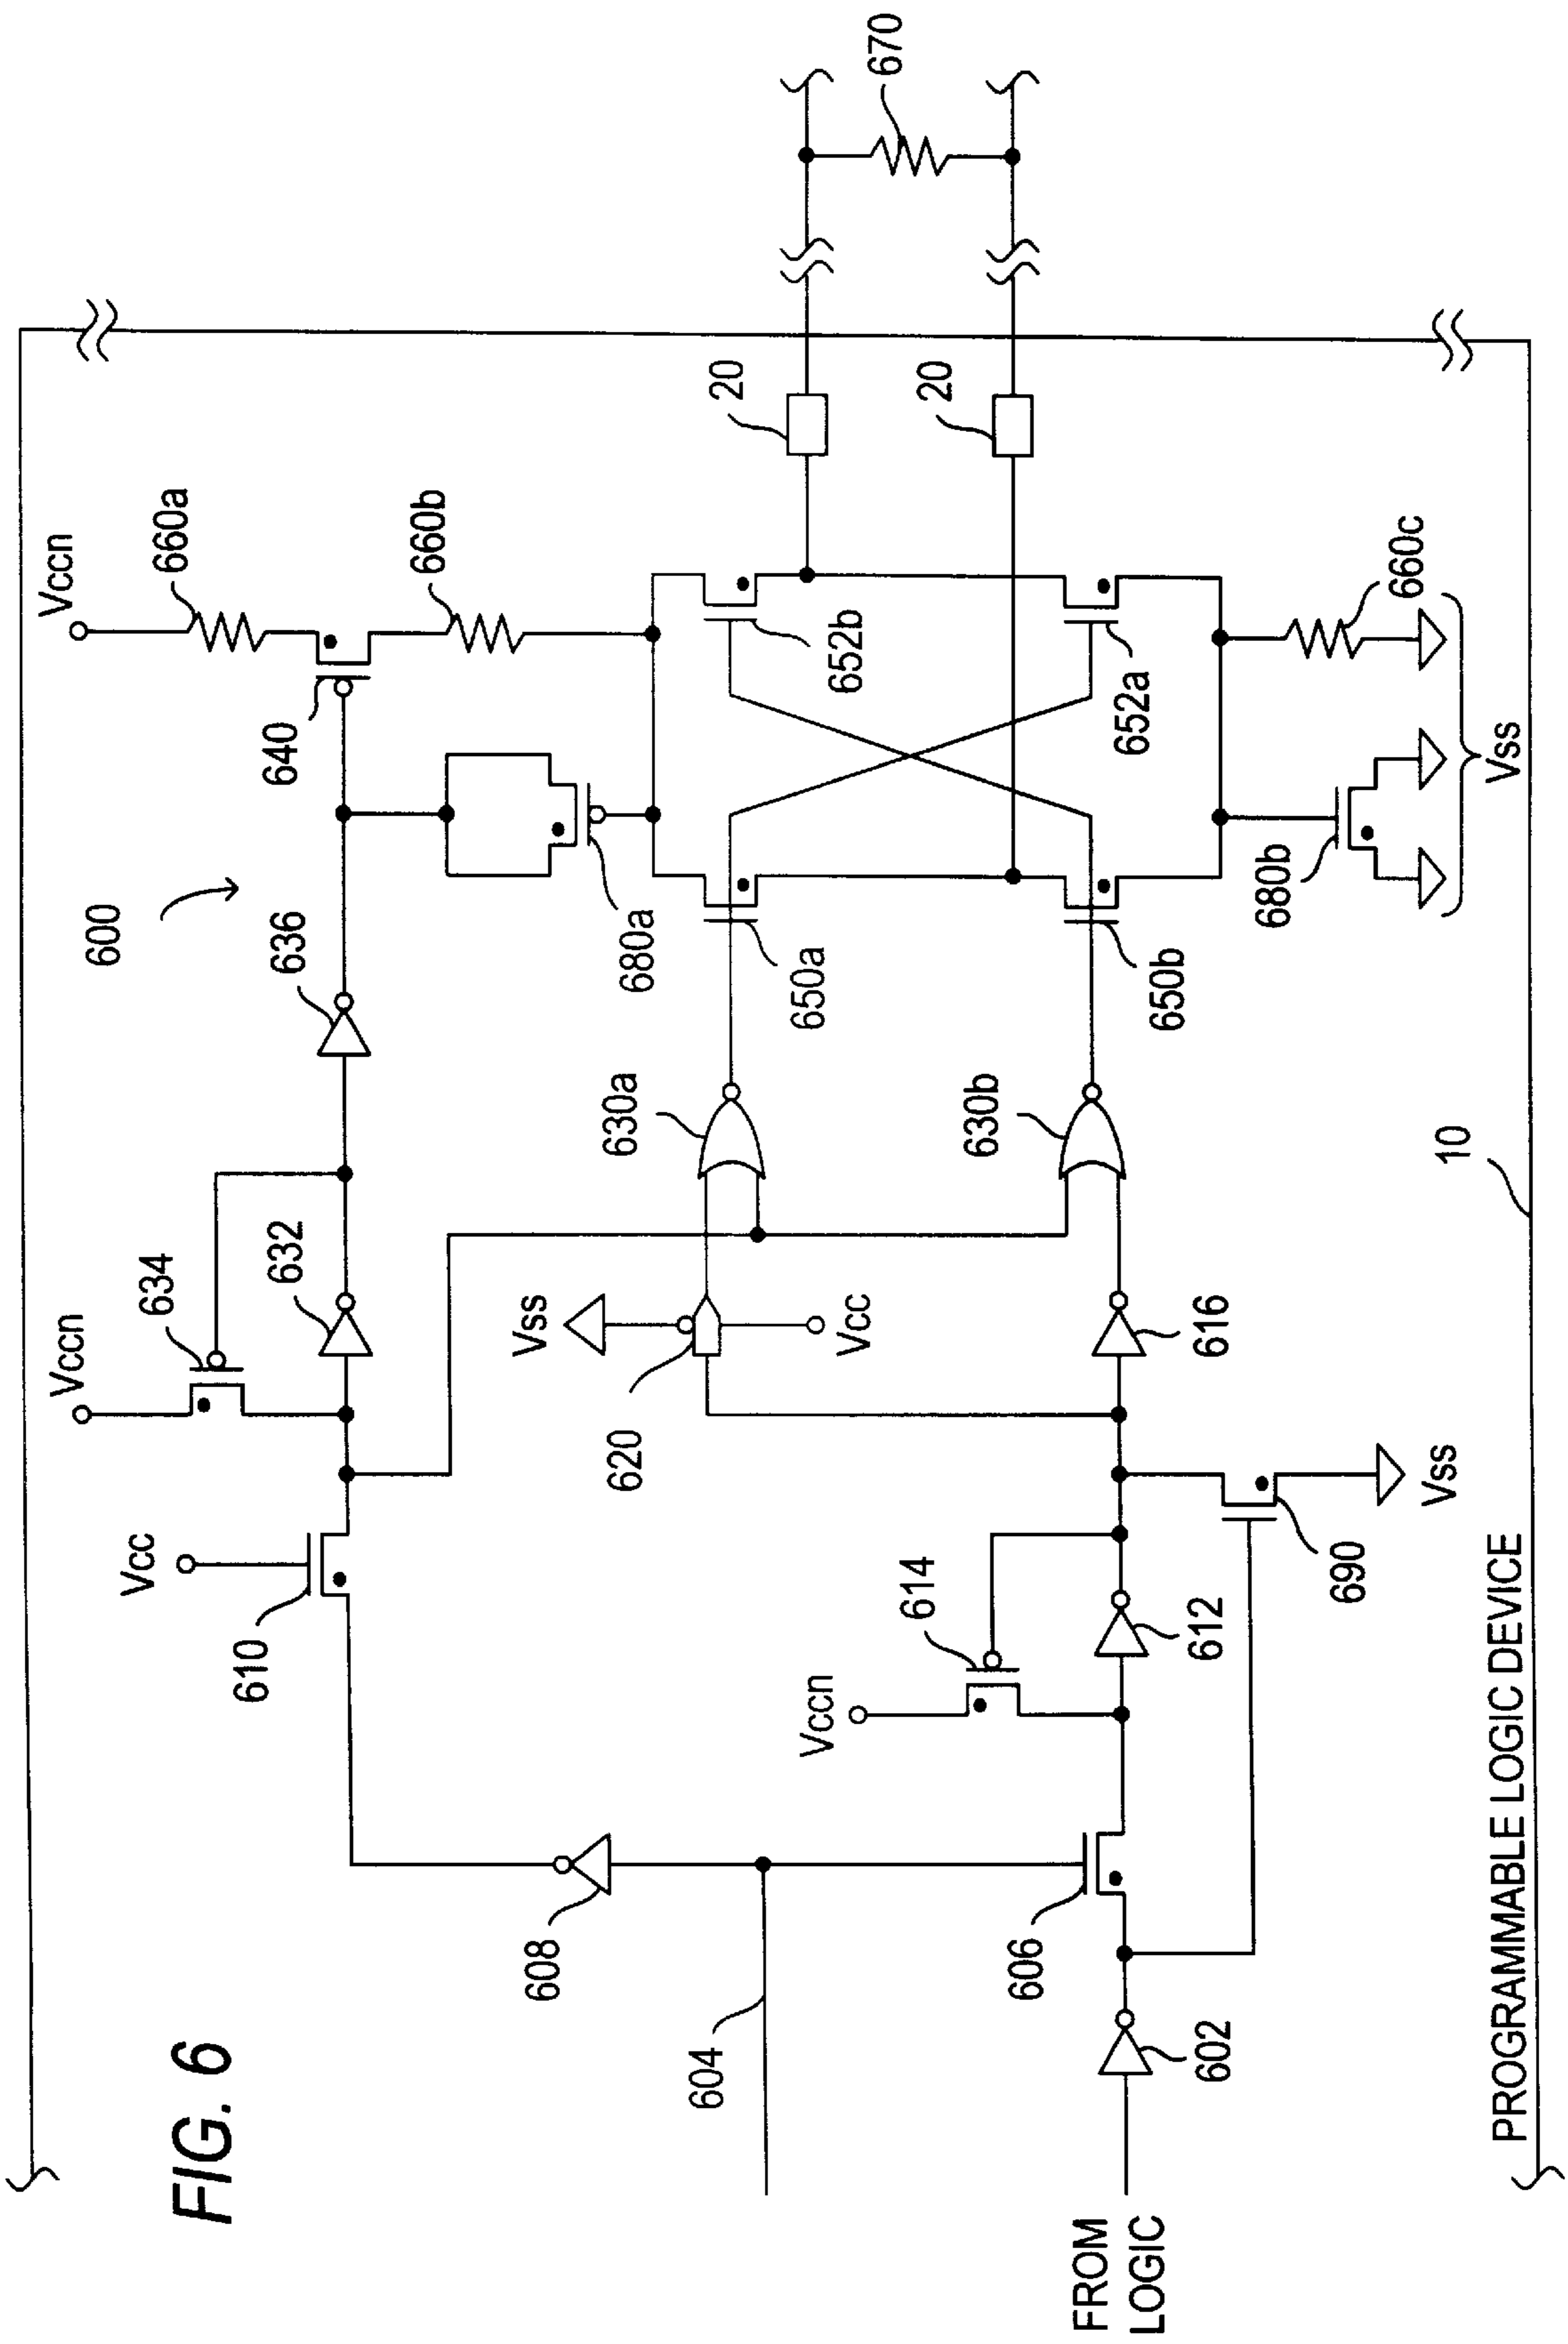 FIG. 6
600
Vccn
660a
640
660b
Vccn
634
632
636
Vcc
610
680a
652b
20
670
608
630a
650a
Vss
620
Vcc
20
604
614
Vccn
630b
650b
652a
606
612
616
602
690
Vss
680b
660c
Vss
FROM
LOGIC
10
PROGRAMMABLE LOGIC DEVICE